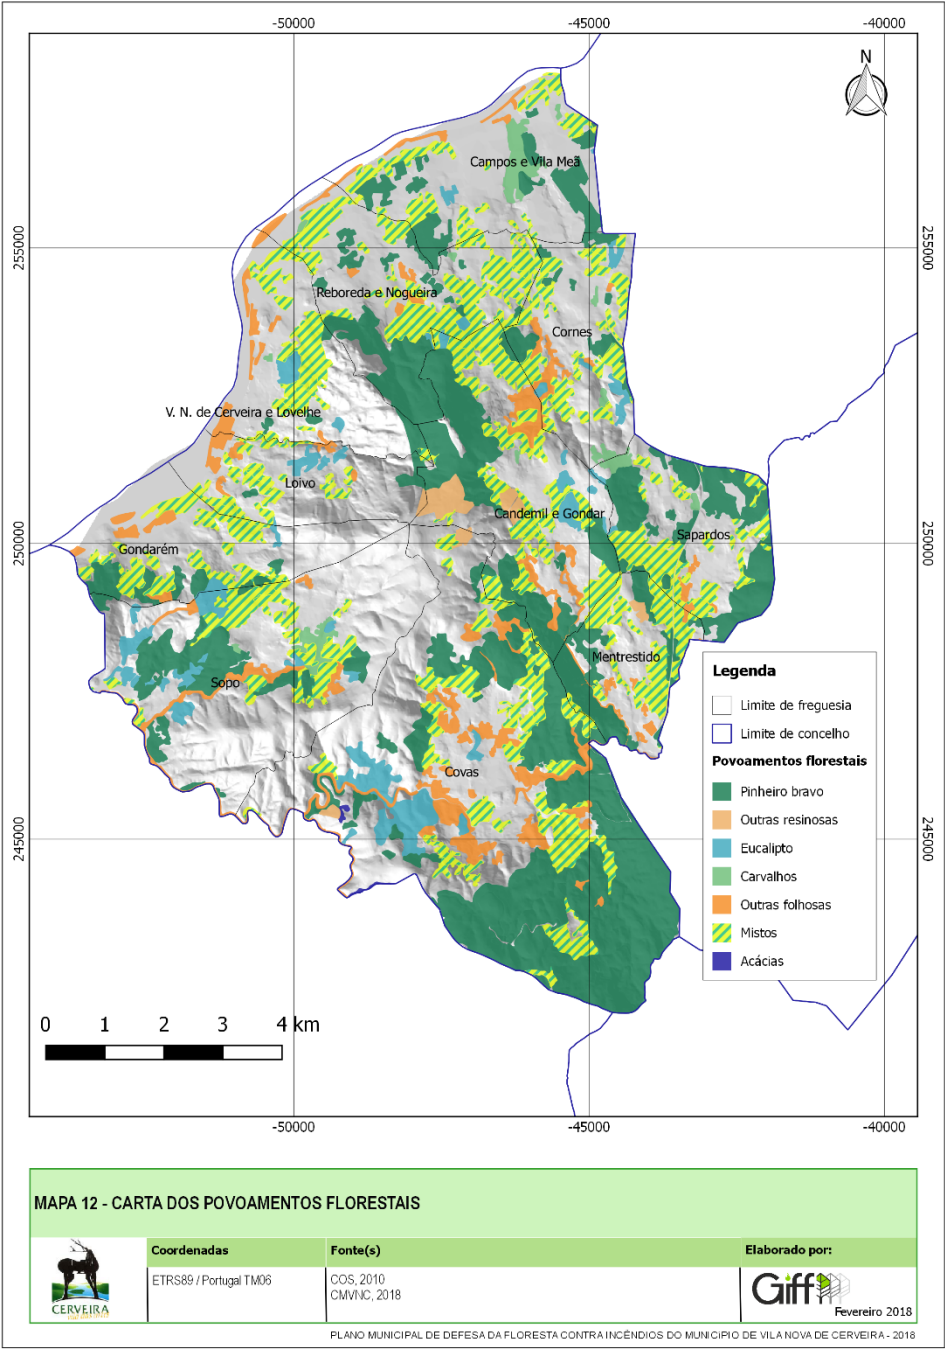 -50000
-45000
-40000
N
Campos e Vila Meã
255000
255000
Reboreda e Nogueira
Cornes
V. N. de Cerveira e Lovelhe
Loivo
Candemil e Gondar
Sapardos
250000
250000
Gondarém
Mentrestido
Sopo
Covas
245000
245000
Legenda
Limite de freguesia
Limite de concelho
Povoamentos florestais
Pinheiro bravo
Outras resinosas
Eucalipto
Carvalhos
Outras folhosas
Mistos
Acácias
0 1 2 3 4 km
-50000
-45000
-40000
MAPA 12 - CARTA DOS POVOAMENTOS FLORESTAIS
Coordenadas
Fonte(s)
Elaborado por:
ETRS89 / Portugal TM06
COS, 2010
CMVNC, 2018
CERVEIRA
Giff
Fevereiro 2018
PLANO MUNICIPAL DE DEFESA DA FLORESTA CONTRA INCÊNDIOS DO MUNICIPIO DE VILA NOVA DE CERVEIRA - 2018